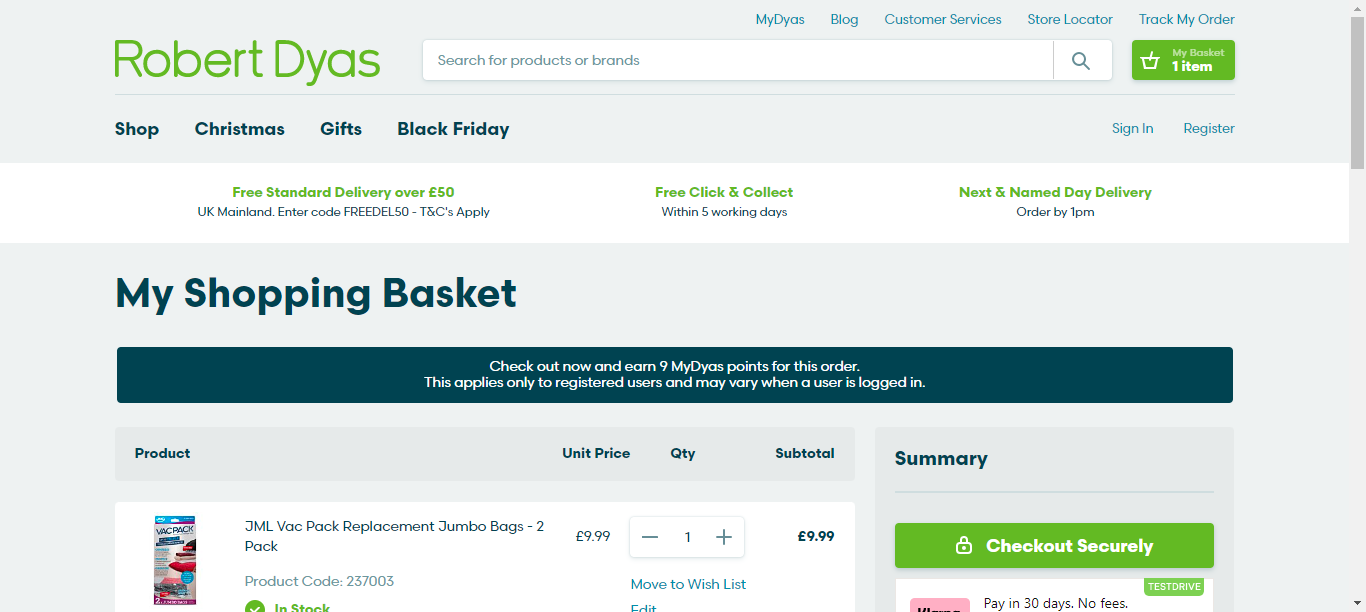 MyDyas Blog Customer Services Store Locator Track My Order
Robert Dyas
Search for products or brands
My Basket
1 item
Shop Christmas Gifts Black Friday
Sign In Register
Free Standard Delivery over £50
UK Mainland. Enter code FREEDEL50 - T&C's Apply
Free Click & Collect
Within 5 working days
Next & Named Day Delivery
Order by 1pm
My Shopping Basket
Check out now and earn 9 MyDyas points for this order.
This applies only to registered users and may vary when a user is logged in.
Product Unit Price Qty Subtotal
VACPACK
JML Vac Pack Replacement Jumbo Bags - 2
Pack
Product Code: 237003
In Stock
£9.99
1
£9.99
Move to Wish List
Edit
Summary
Checkout Securely
TESTDRIVE
Klarna
Pay in 30 days. No fees.